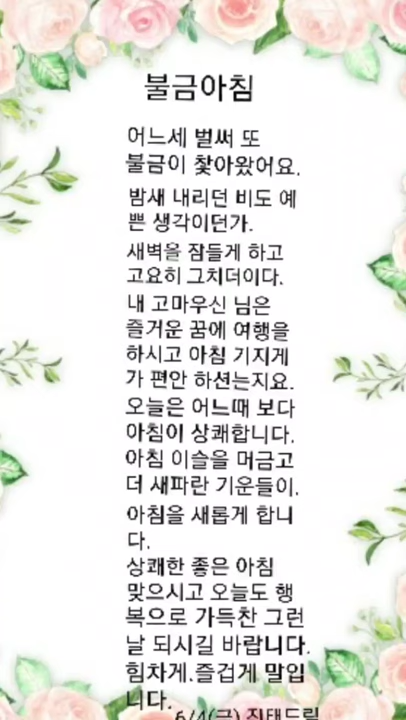 불금아침
어느세 벌써 또
불금이 찾아왔어요.
밤새 내리던 비도 예
쁜 생각이던가.
새벽을 잠들게 하고
고요히 그치더이다.
내 고마우신 님은
즐거운 꿈에 여행을
하시고 아침 기지게
가 편안 하션는지요.
오늘은 어느때 보다
아침이 상쾌합니다.
아침 이슬을 머금고
더 새파란 기운들이.
아침을 새롭게 합니
다.
상쾌한 좋은 아침
맞으시고 오늘도 행
복으로 가득찬 그런
날 되시길 바랍니다.
힘차게.즐겁게 말입
니다.
6/4(금) 진태드림